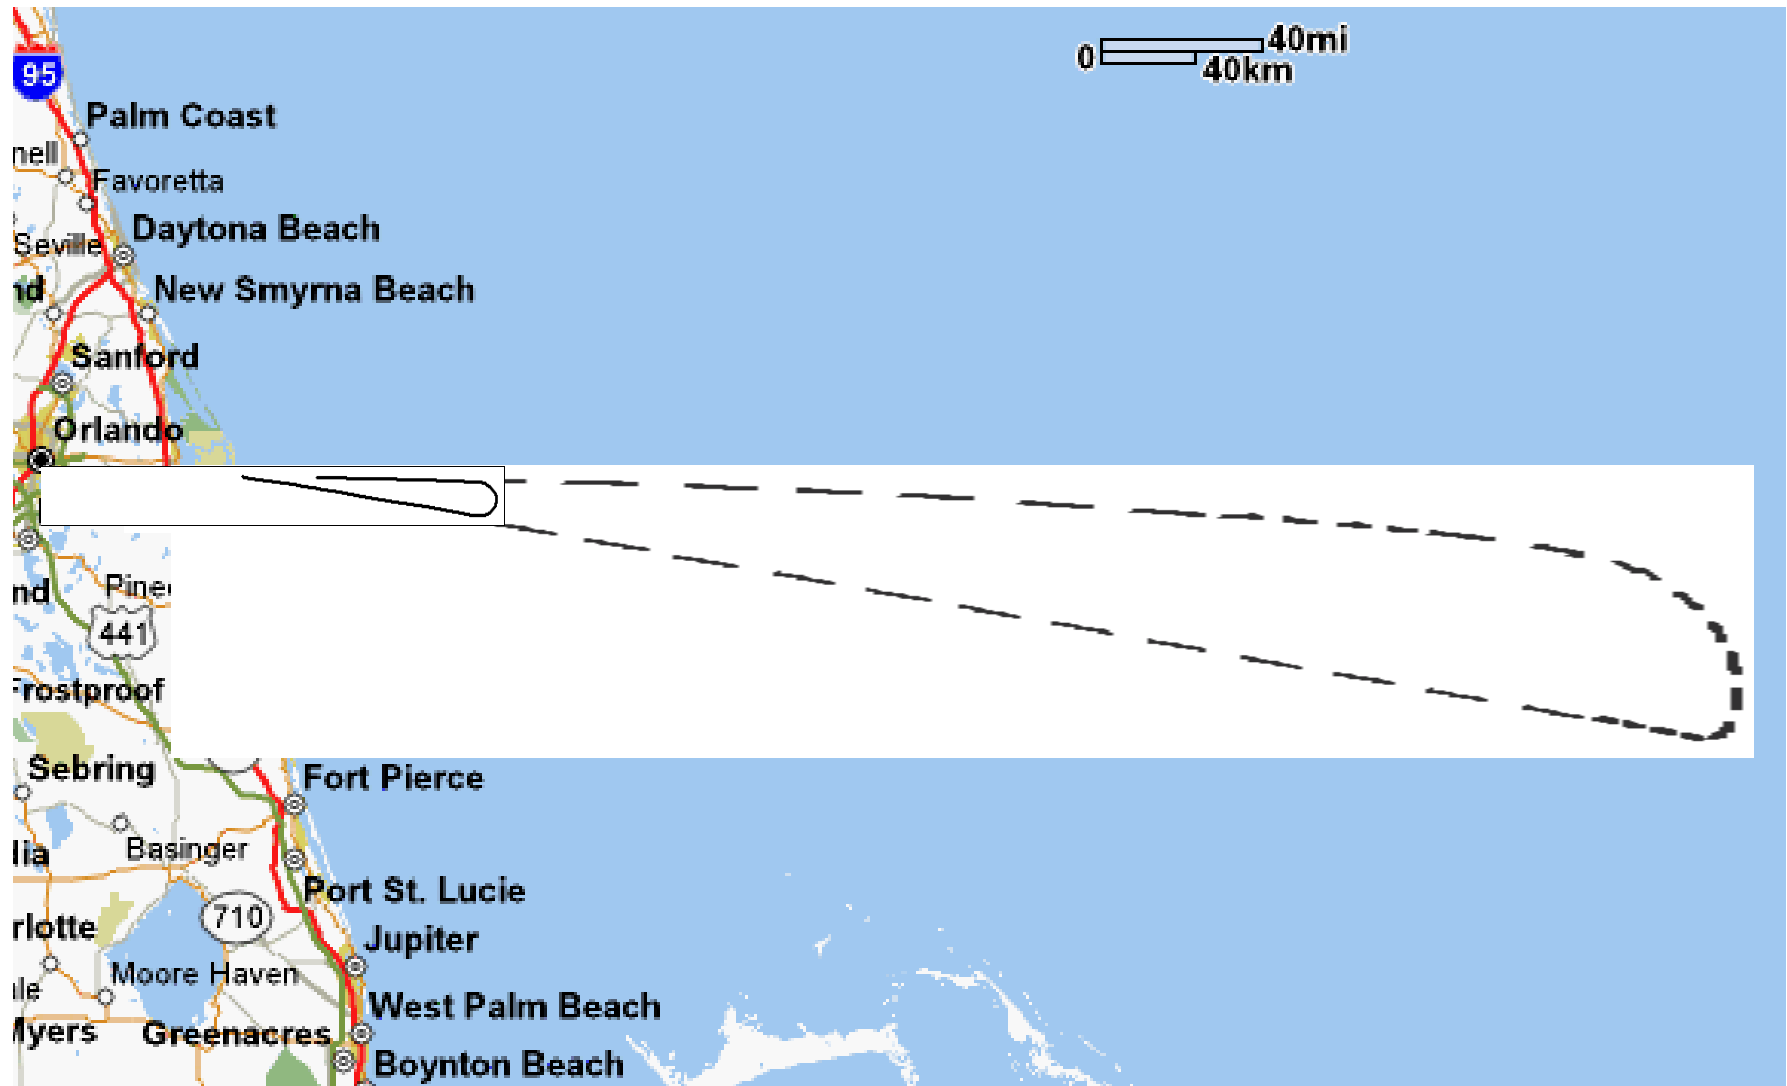 40mi
0
40km
95
Palm Coast
nell
Favoretta
Daytona Beach
Seville
nd
New Smyrna Beach
Sanford
Orlando
nd
Pine
441
Frostproof
Sebring
Fort Pierce
Basinger
dia
Port St. Lucie
710
rlotte
Jupiter
Moore Haven
le
West Palm Beach
Myers
Greenacres
Boynton Beach